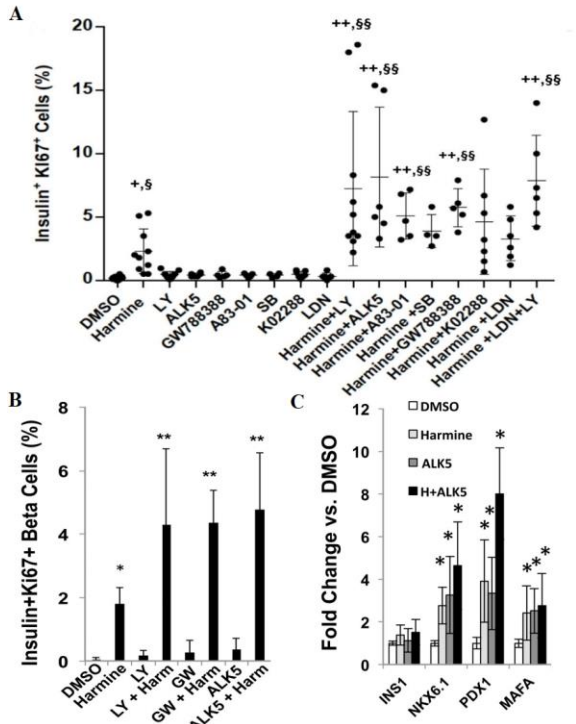 A
Insulin⁺ KI67⁺ Cells (%)
20
15
10
5
0
+,§
++,§§
++,§§
++,§§
++,§§
++,§§
DMSO
Harmine
LY
ALK5
GW788388
A83-01
SB
K02288
LDN
Harmine+LY
Harmine+ALK5
Harmine+A83-01
Harmine +SB
Harmine+GW788388
Harmine+K02288
Harmine +LDN
Harmine +LDN+LY
B
Insulin+Ki67+ Beta Cells (%)
8
6
4
2
0
*
**
**
**
DMSO
Harmine
LY
LY + Harm
GW
GW + Harm
ALK5
ALK5 + Harm
C
Fold Change vs. DMSO
12
10
8
6
4
2
0
DMSO
Harmine
ALK5
H+ALK5
* * *
* * *
* * *
INS1
NKX6.1
PDX1
MAFA